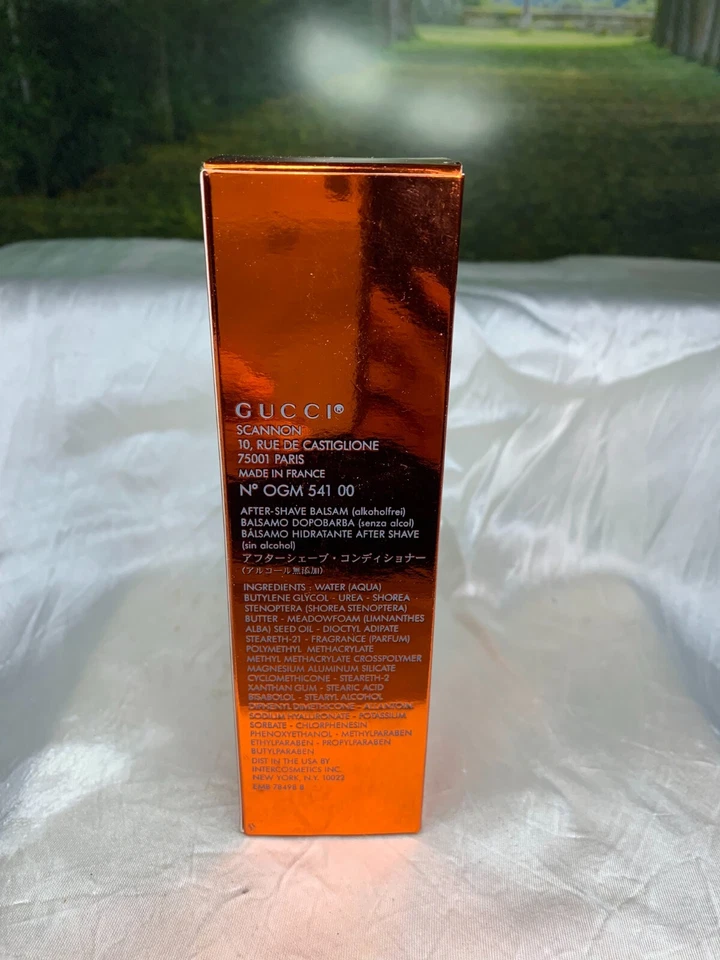 GUCCI®
SCANNON
10, RUE DE CASTIGLIONE
75001 PARIS
MADE IN FRANCE
N° OGM 541 00
AFTER-SHAVE BALSAM (alkoholfrei)
BALSAMO DOPOBARBA (senza alcol)
BÁLSAMO HIDRATANTE AFTER SHAVE
(sin alcohol)
アフターシェーブ・コンディショナー
(アルコール無添加)
INGREDIENTS : WATER (AQUA)
BUTYLENE GLYCOL - UREA - SHOREA
STENOPTERA (SHOREA STENOPTERA)
BUTTER - MEADOWFOAM (LIMNANTHES
ALBA) SEED OIL - DIOCTYL ADIPATE
STEARETH-21 - FRAGRANCE (PARFUM)
POLYMETHYL METHACRYLATE
METHYL METHACRYLATE CROSSPOLYMER
MAGNESIUM ALUMINUM SILICATE
CYCLOMETHICONE - STEARETH-2
XANTHAN GUM - STEARIC ACID
BISABOLOL - STEARYL ALCOHOL
DIPHENYL DIMETHICONE - ALLANTOIN
SODIUM HYALURONATE - POTASSIUM
SORBATE - CHLORPHENESIN
PHENOXYETHANOL - METHYLPARABEN
ETHYLPARABEN - PROPYLPARABEN
BUTYLPARABEN
DIST IN THE USA BY
INTERCOSMETICS INC.
NEW YORK, N.Y. 10022